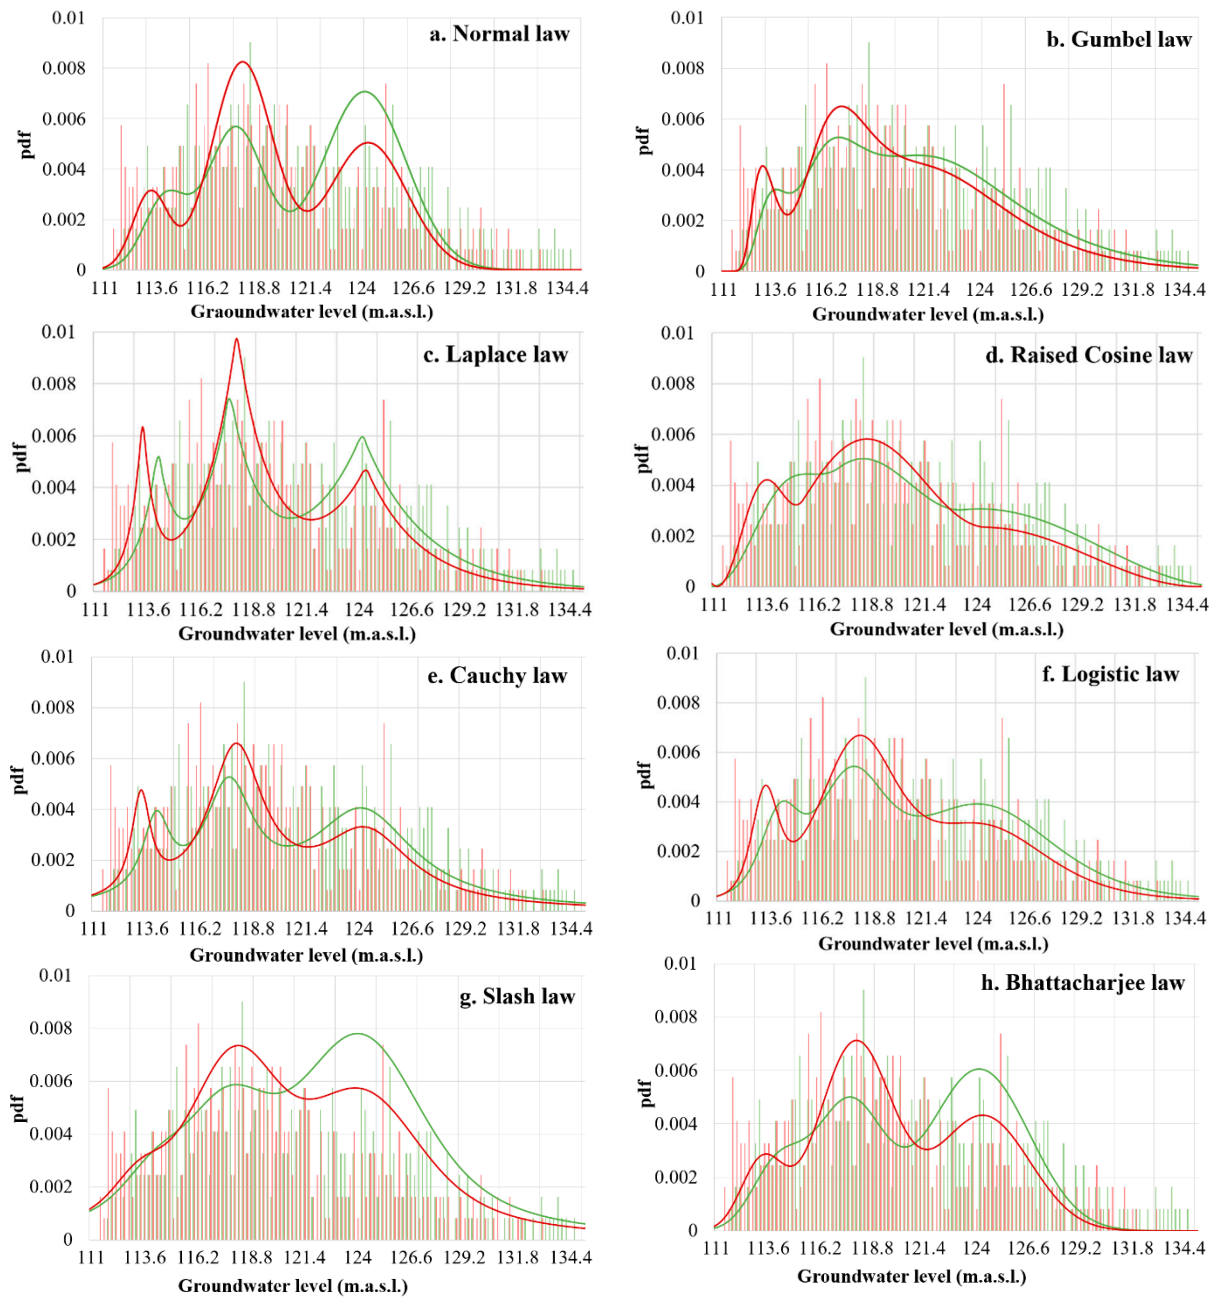 a. Normal law
pdf
0.01
0.008
0.006
0.004
0.002
0
111 113.6 116.2 118.8 121.4 124 126.6 129.2 131.8 134.4
Graoundwater level (m.a.s.l.)
b. Gumbel law
pdf
0.01
0.008
0.006
0.004
0.002
0
111 113.6 116.2 118.8 121.4 124 126.6 129.2 131.8 134.4
Groundwater level (m.a.s.l.)
c. Laplace law
pdf
0.01
0.008
0.006
0.004
0.002
0
111 113.6 116.2 118.8 121.4 124 126.6 129.2 131.8 134.4
Groundwater level (m.a.s.l.)
d. Raised Cosine law
pdf
0.01
0.008
0.006
0.004
0.002
0
111 113.6 116.2 118.8 121.4 124 126.6 129.2 131.8 134.4
Groundwater level (m.a.s.l.)
e. Cauchy law
pdf
0.01
0.008
0.006
0.004
0.002
0
111 113.6 116.2 118.8 121.4 124 126.6 129.2 131.8 134.4
Groundwater level (m.a.s.l.)
f. Logistic law
pdf
0.01
0.008
0.006
0.004
0.002
0
111 113.6 116.2 118.8 121.4 124 126.6 129.2 131.8 134.4
Groundwater level (m.a.s.l.)
g. Slash law
pdf
0.01
0.008
0.006
0.004
0.002
0
111 113.6 116.2 118.8 121.4 124 126.6 129.2 131.8 134.4
Groundwater level (m.a.s.l.)
h. Bhattacharjee law
pdf
0.01
0.008
0.006
0.004
0.002
0
111 113.6 116.2 118.8 121.4 124 126.6 129.2 131.8 134.4
Groundwater level (m.a.s.l.)